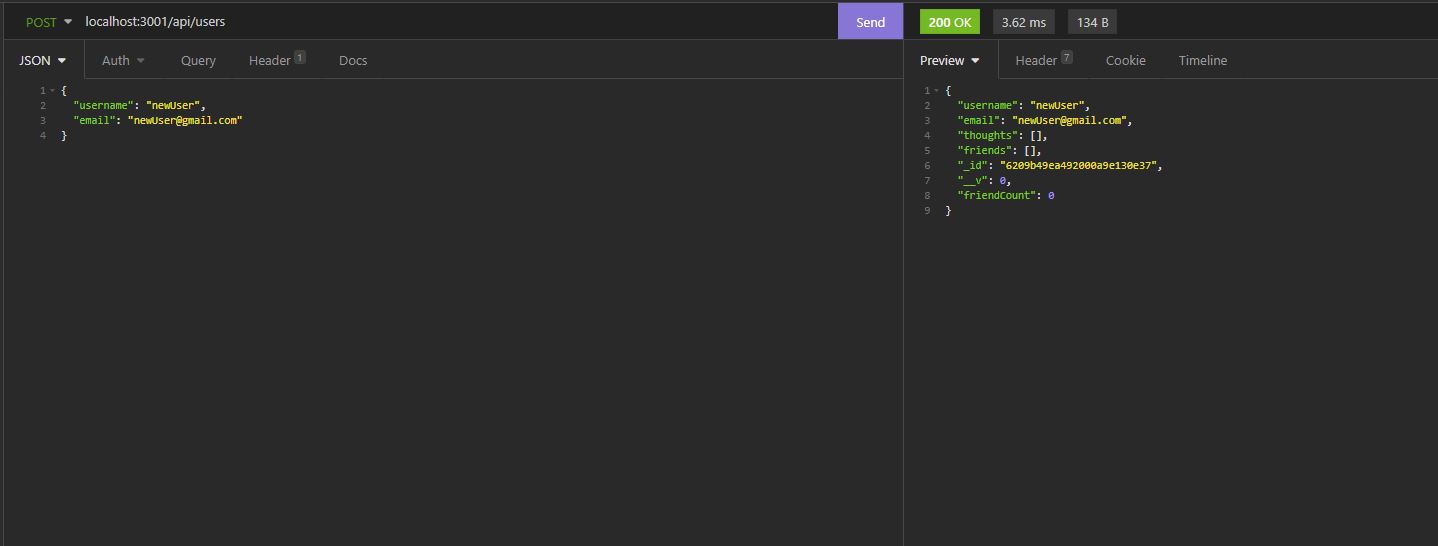 POST localhost:3001/api/users Send 200 OK 3.62 ms 134 B
JSON Auth Query Header 1 Docs Preview Header 7 Cookie Timeline
1 {
2 "username": "newUser",
3 "email": "newUser@gmail.com"
4 }
1 {
2 "username": "newUser",
3 "email": "newUser@gmail.com",
4 "thoughts": [],
5 "friends": [],
6 "_id": "6209b49ea492000a9e130e37",
7 "__v": 0,
8 "friendCount": 0
9 }